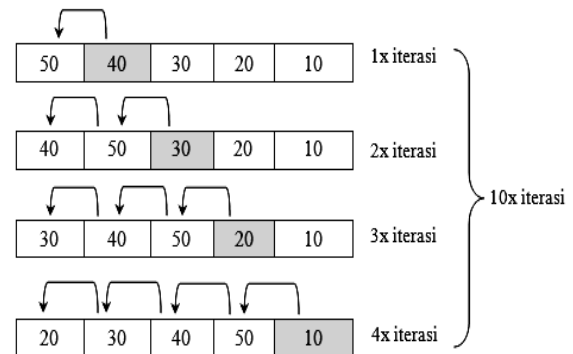 50 40 30 20 10 1x iterasi
40 50 30 20 10 2x iterasi
10x iterasi
30 40 50 20 10 3x iterasi
20 30 40 50 10 4x iterasi